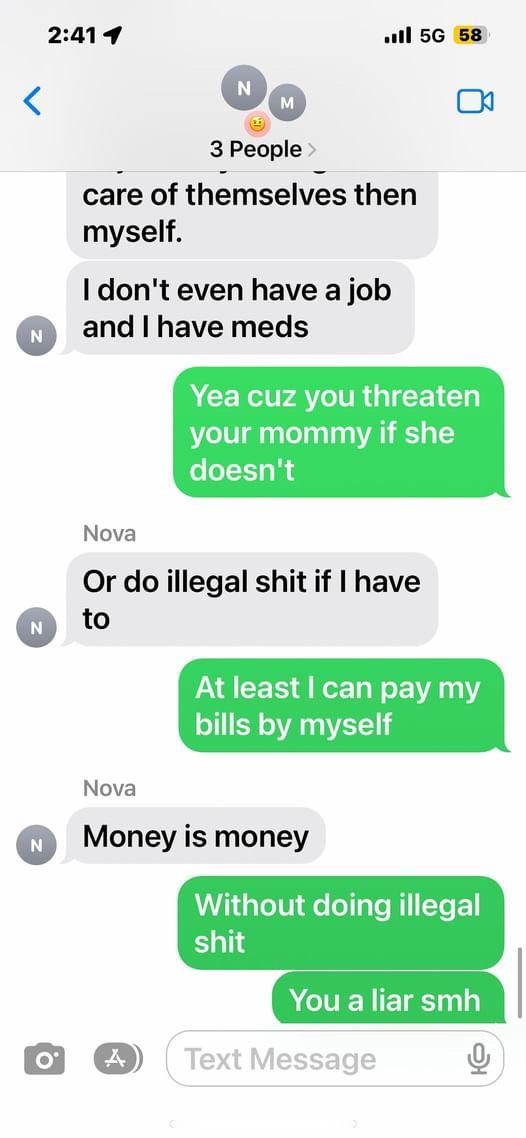 2:41
5G 58
N
M
3 People
care of themselves then
myself.
I don't even have a job
and I have meds
N
Yea cuz you threaten
your mommy if she
doesn't
Nova
Or do illegal shit if I have
to
N
At least I can pay my
bills by myself
Nova
Money is money
N
Without doing illegal
shit
You a liar smh
Text Message